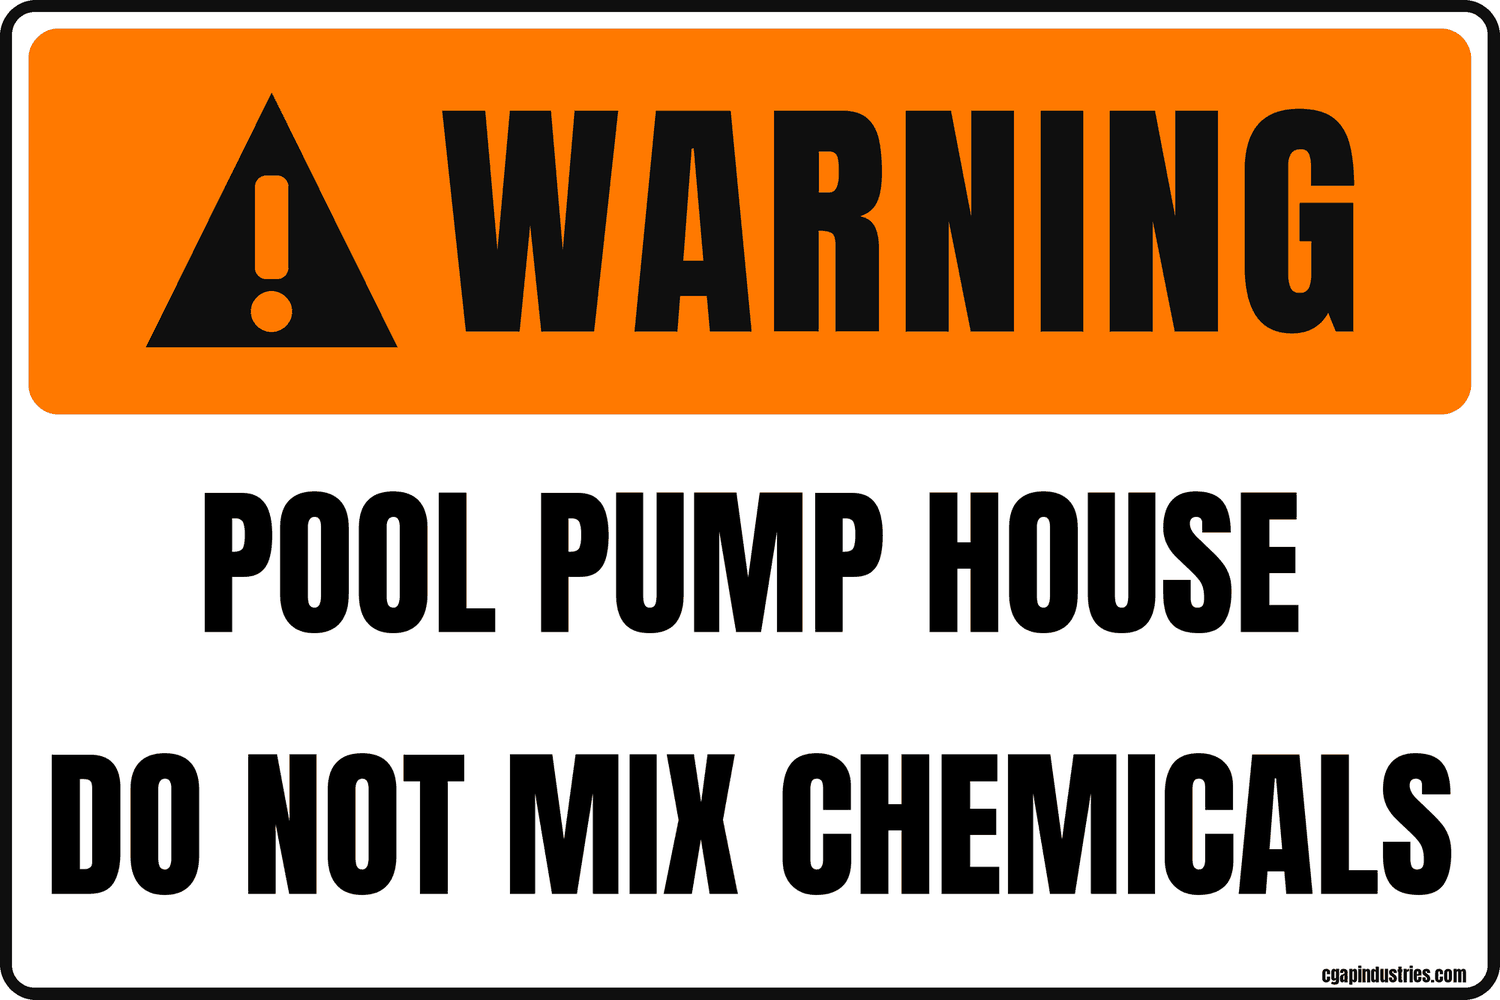 WARNING
POOL PUMP HOUSE
DO NOT MIX CHEMICALS
cgapindustries.com